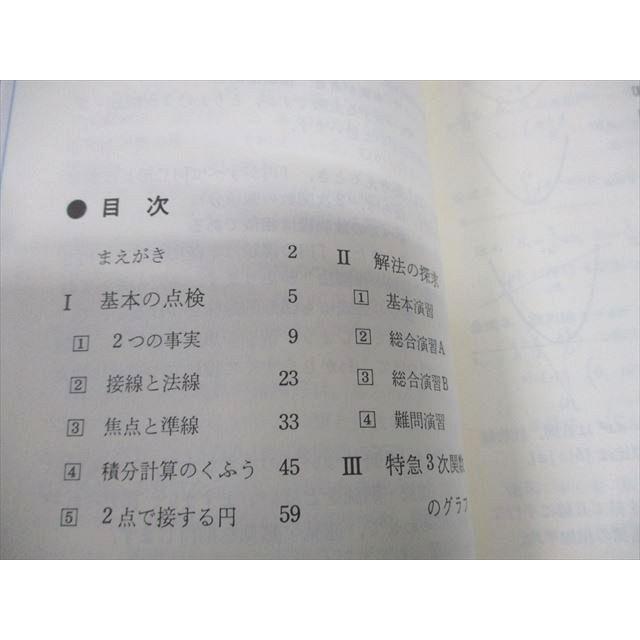 ● 目 次
まえがき 2
I 基本の点検 5
1 2つの事実 9
2 接線と法線 23
3 焦点と準線 33
4 積分計算のくふう 45
5 2点で接する円 59
II 解法の探求
1 基本演習
2 総合演習A
3 総合演習B
4 難問演習
III 特急3次関数
のグラフ